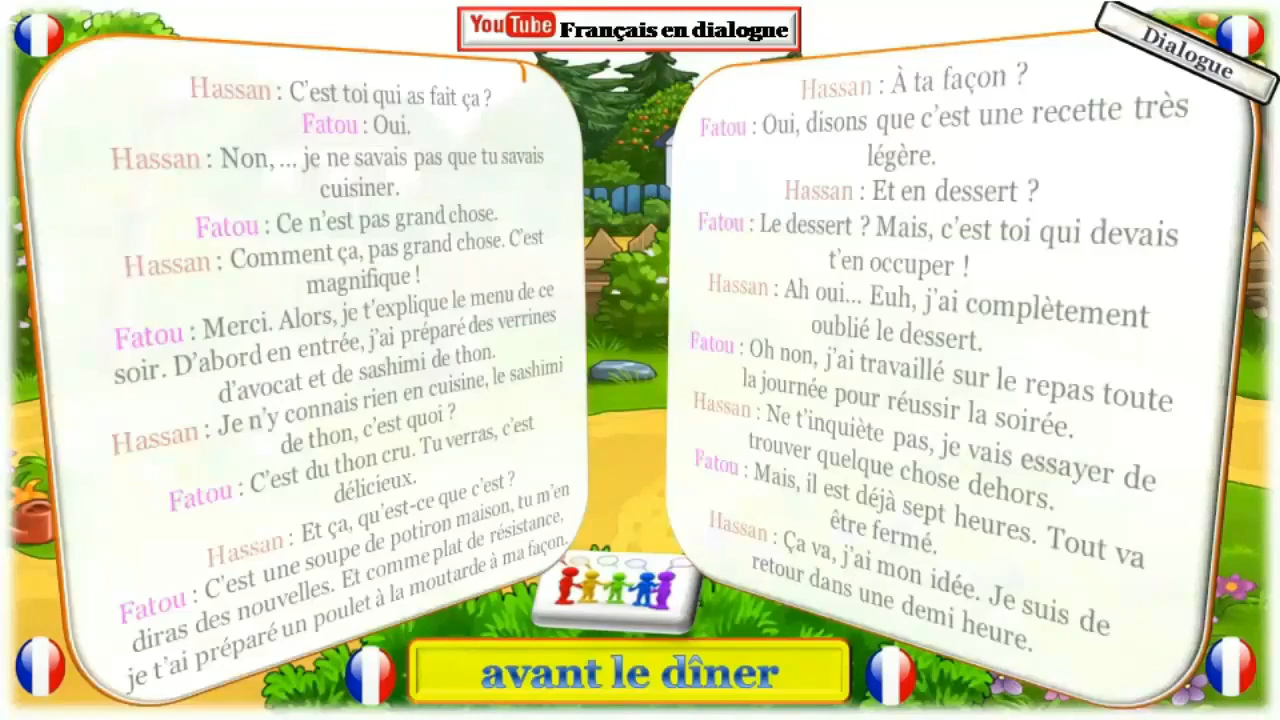 YouTube Français en dialogue
Dialogue
Hassan : C'est toi qui as fait ça ?
Fatou : Oui.
Hassan : Non, ... je ne savais pas que tu savais
cuisiner.
Fatou : Ce n'est pas grand chose.
Hassan : Comment ça, pas grand chose. C'est
magnifique !
Fatou : Merci. Alors, je t'explique le menu de ce
soir. D'abord en entrée, j'ai préparé des verrines
d'avocat et de sashimi de thon.
Hassan : Je n'y connais rien en cuisine, le sashimi
de thon, c'est quoi ?
Fatou : C'est du thon cru. Tu verras, c'est
délicieux.
Hassan : Et ça, qu'est-ce que c'est ?
Fatou : C'est une soupe de potiron maison, tu m'en
diras des nouvelles. Et comme plat de résistance,
je t'ai préparé un poulet à la moutarde à ma façon.
Hassan : À ta façon ?
Fatou : Oui, disons que c'est une recette très
légère.
Hassan : Et en dessert ?
Fatou : Le dessert ? Mais, c'est toi qui devais
t'en occuper !
Hassan : Ah oui... Euh, j'ai complètement
oublié le dessert.
Fatou : Oh non, j'ai travaillé sur le repas toute
la journée pour réussir la soirée.
Hassan : Ne t'inquiète pas, je vais essayer de
trouver quelque chose dehors.
Fatou : Mais, il est déjà sept heures. Tout va
être fermé.
Hassan : Ça va, j'ai mon idée. Je suis de
retour dans une demi heure.
avant le dîner